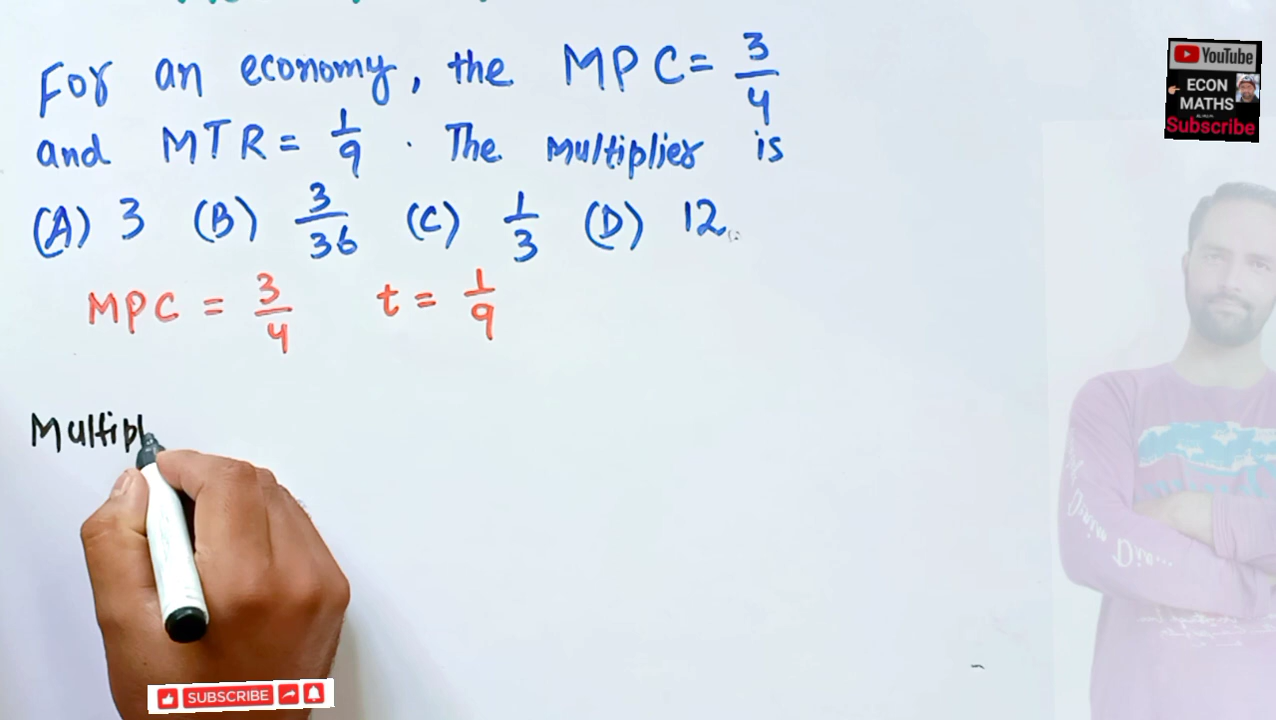 For an economy, the MPC = 3/4
and MTR = 1/9 . The Multiplier is
(A) 3 (B) 3/36 (C) 1/3 (D) 12
MPC = 3/4 t = 1/9
Multipl
YouTube
ECON
MATHS
Subscribe
SUBSCRIBE